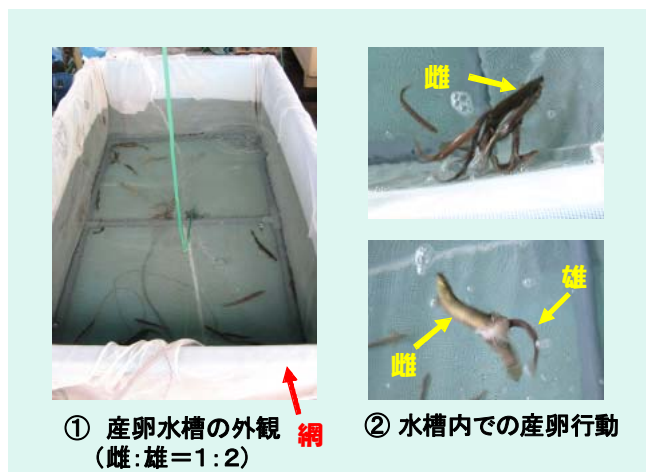 雌
雄
雌
① 産卵水槽の外観
(雌:雄=1:2)
網
② 水槽内での産卵行動